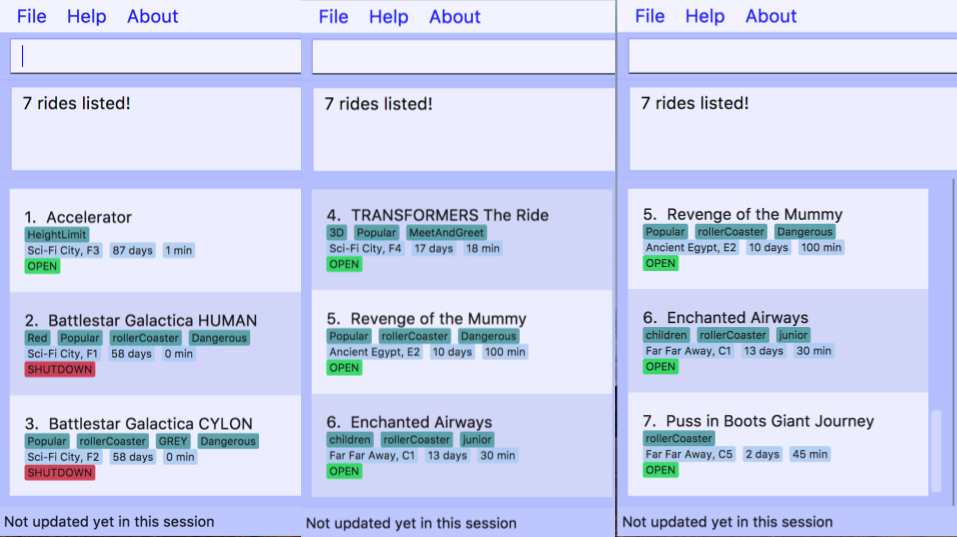 File Help About
7 rides listed!
1. Accelerator
HeightLimit
Sci-Fi City, F3 87 days 1 min
OPEN
2. Battlestar Galactica HUMAN
Red Popular rollerCoaster Dangerous
Sci-Fi City, F1 58 days 0 min
SHUTDOWN
3. Battlestar Galactica CYLON
Popular rollerCoaster GREY Dangerous
Sci-Fi City, F2 58 days 0 min
SHUTDOWN
Not updated yet in this session
File Help About
7 rides listed!
4. TRANSFORMERS The Ride
3D Popular MeetAndGreet
Sci-Fi City, F4 17 days 18 min
OPEN
5. Revenge of the Mummy
Popular rollerCoaster Dangerous
Ancient Egypt, E2 10 days 100 min
OPEN
6. Enchanted Airways
children rollerCoaster junior
Far Far Away, C1 13 days 30 min
OPEN
Not updated yet in this session
File Help About
7 rides listed!
5. Revenge of the Mummy
Popular rollerCoaster Dangerous
Ancient Egypt, E2 10 days 100 min
OPEN
6. Enchanted Airways
children rollerCoaster junior
Far Far Away, C1 13 days 30 min
OPEN
7. Puss in Boots Giant Journey
rollerCoaster
Far Far Away, C5 2 days 45 min
OPEN
Not updated yet in this session